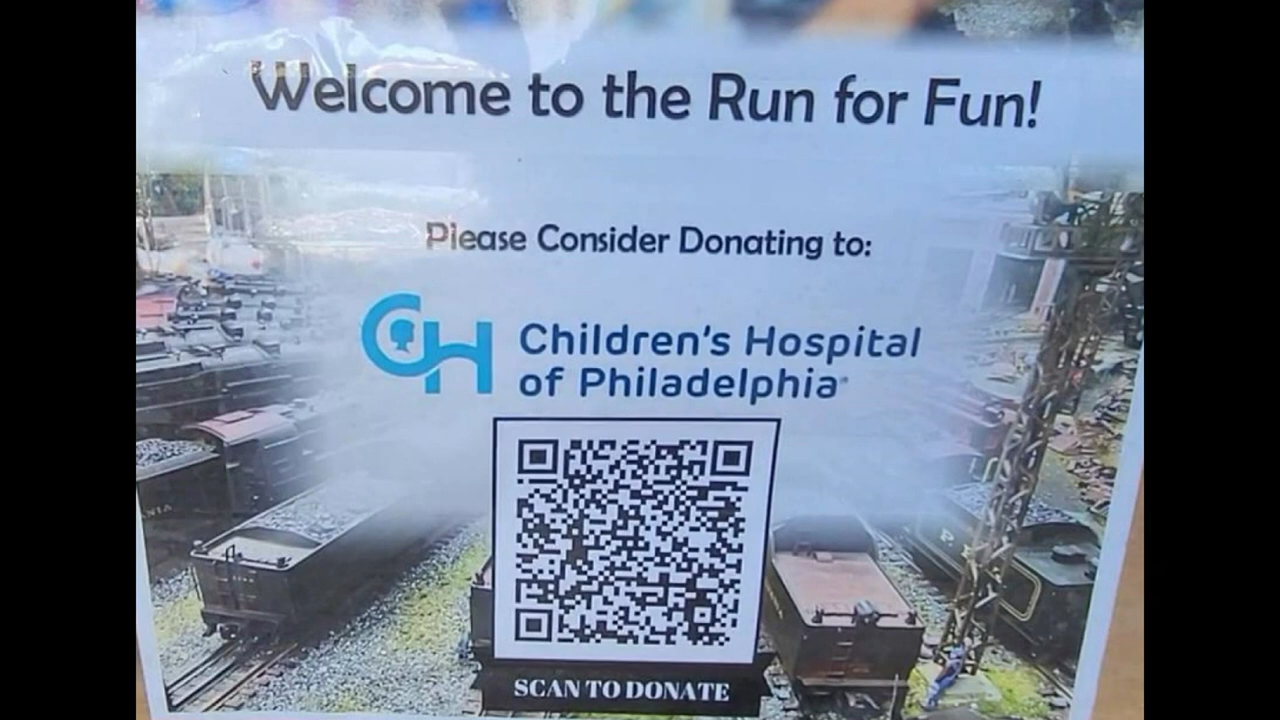 Welcome to the Run for Fun!
Please Consider Donating to:
CH Children's Hospital
of Philadelphia
SCAN TO DONATE